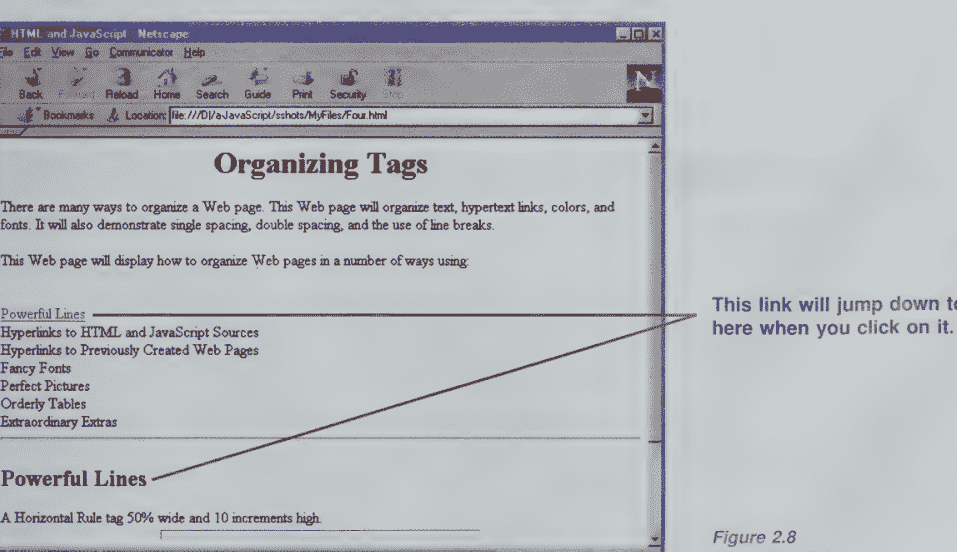 HTML and JavaScript - Netscape
File Edit View Go Communicator Help
Back Forward Reload Home Search Guide Print Security Stop
N
Bookmarks Location: file:///D|/a-JavaScript/sshots/MyFiles/Four.html
Organizing Tags
There are many ways to organize a Web page. This Web page will organize text, hypertext links, colors, and
fonts. It will also demonstrate single spacing, double spacing, and the use of line breaks.
This Web page will display how to organize Web pages in a number of ways using:
Powerful Lines
Hyperlinks to HTML and JavaScript Sources
Hyperlinks to Previously Created Web Pages
Fancy Fonts
Perfect Pictures
Orderly Tables
Extraordinary Extras
This link will jump down to
here when you click on it.
Powerful Lines
A Horizontal Rule tag 50% wide and 10 increments high.
Figure 2.8